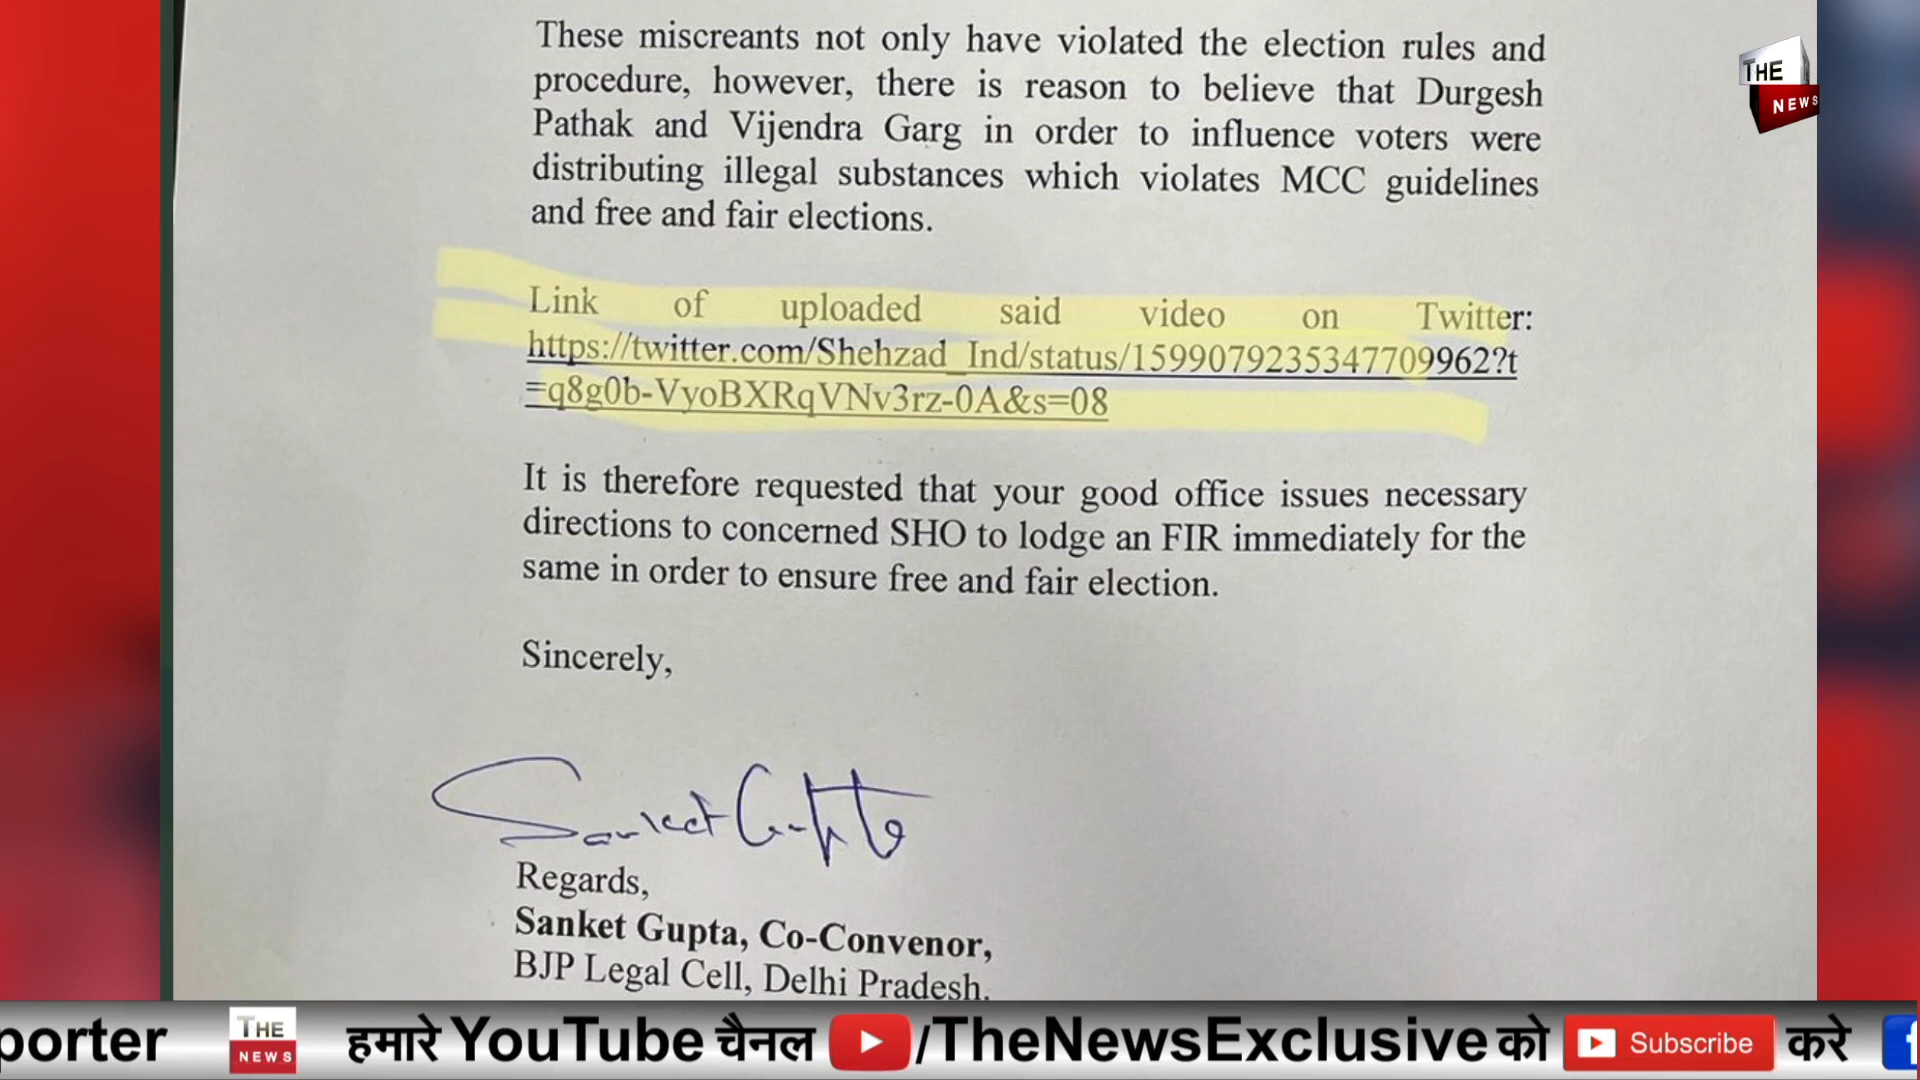 These miscreants not only have violated the election rules and
procedure, however, there is reason to believe that Durgesh
Pathak and Vijendra Garg in order to influence voters were
distributing illegal substances which violates MCC guidelines
and free and fair elections.
Link of uploaded said video on Twitter:
https://twitter.com/Shehzad_Ind/status/1599079235347709962?t
=q8g0b-VyoBXRqVNv3rz-0A&s=08
It is therefore requested that your good office issues necessary
directions to concerned SHO to lodge an FIR immediately for the
same in order to ensure free and fair election.
Sincerely,
Sanket Gupta
Regards,
Sanket Gupta, Co-Convenor,
BJP Legal Cell, Delhi Pradesh.
THE
NEWS
porter THE NEWS हमारे YouTube चैनल /TheNewsExclusive को Subscribe करे f